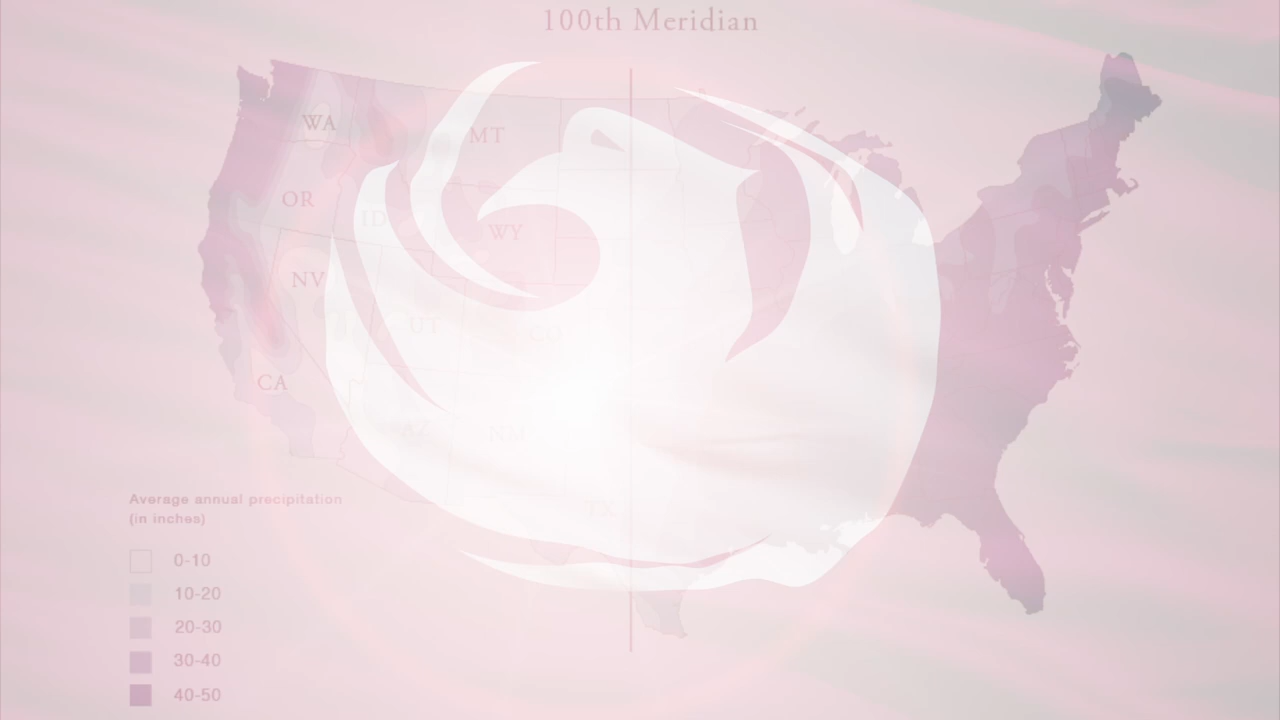 100th Meridian
WA
MT
OR
ID
WY
NV
UT
CO
CA
AZ
NM
TX
Average annual precipitation
(in inches)
0-10
10-20
20-30
30-40
40-50